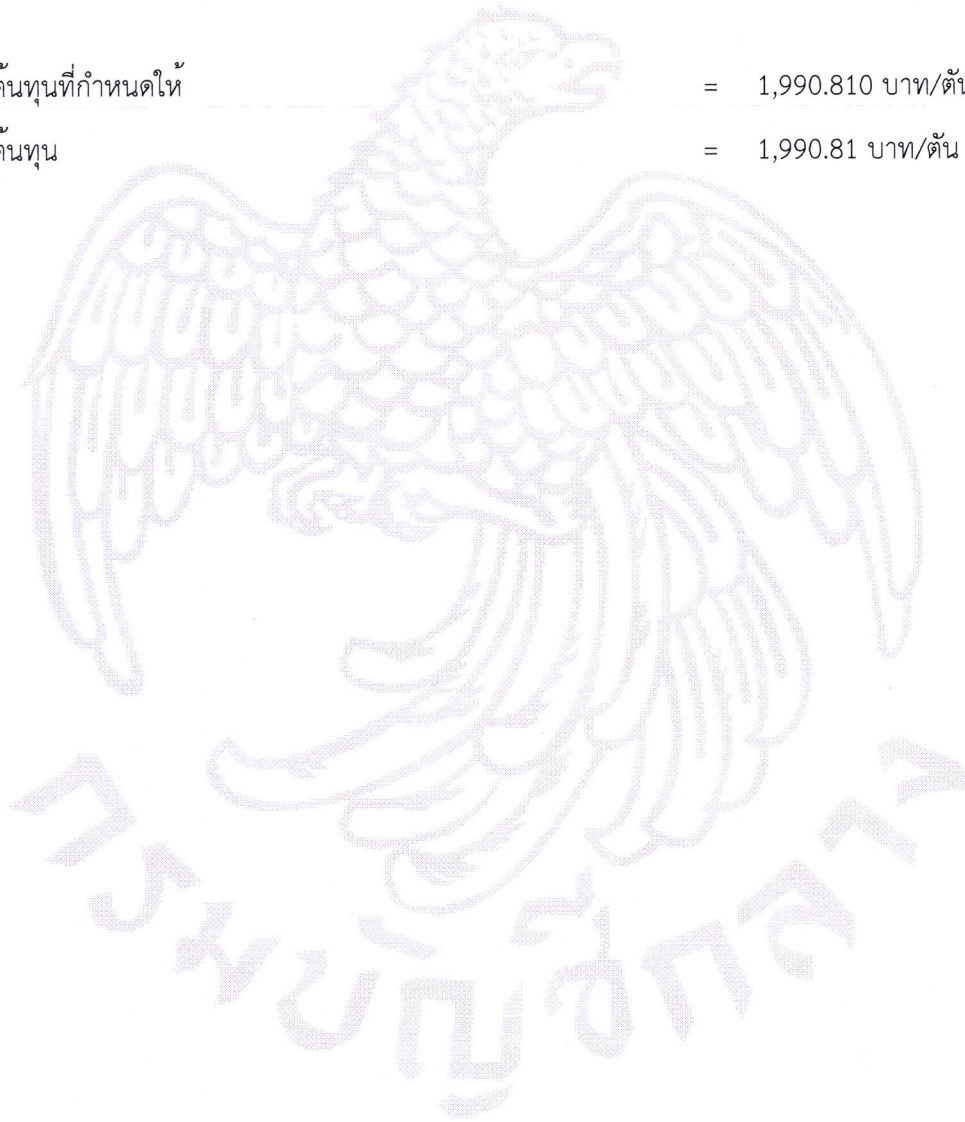 ต้นทุนที่กำหนดให้ = 1,990.810 บาท/ตัน
ต้นทุน = 1,990.81 บาท/ตัน
กรมบัญชีกลาง